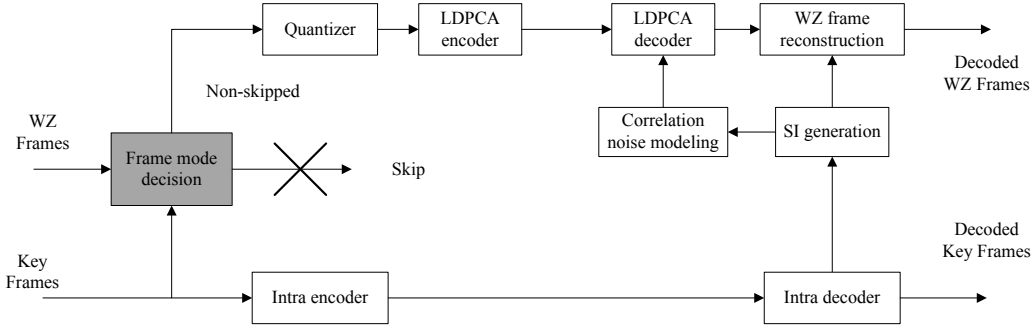 Quantizer
LDPCA
encoder
LDPCA
decoder
WZ frame
reconstruction
Decoded
WZ Frames
Non-skipped
WZ
Frames
Frame mode
decision
Skip
Correlation
noise modeling
SI generation
Key
Frames
Intra encoder
Intra decoder
Decoded
Key Frames